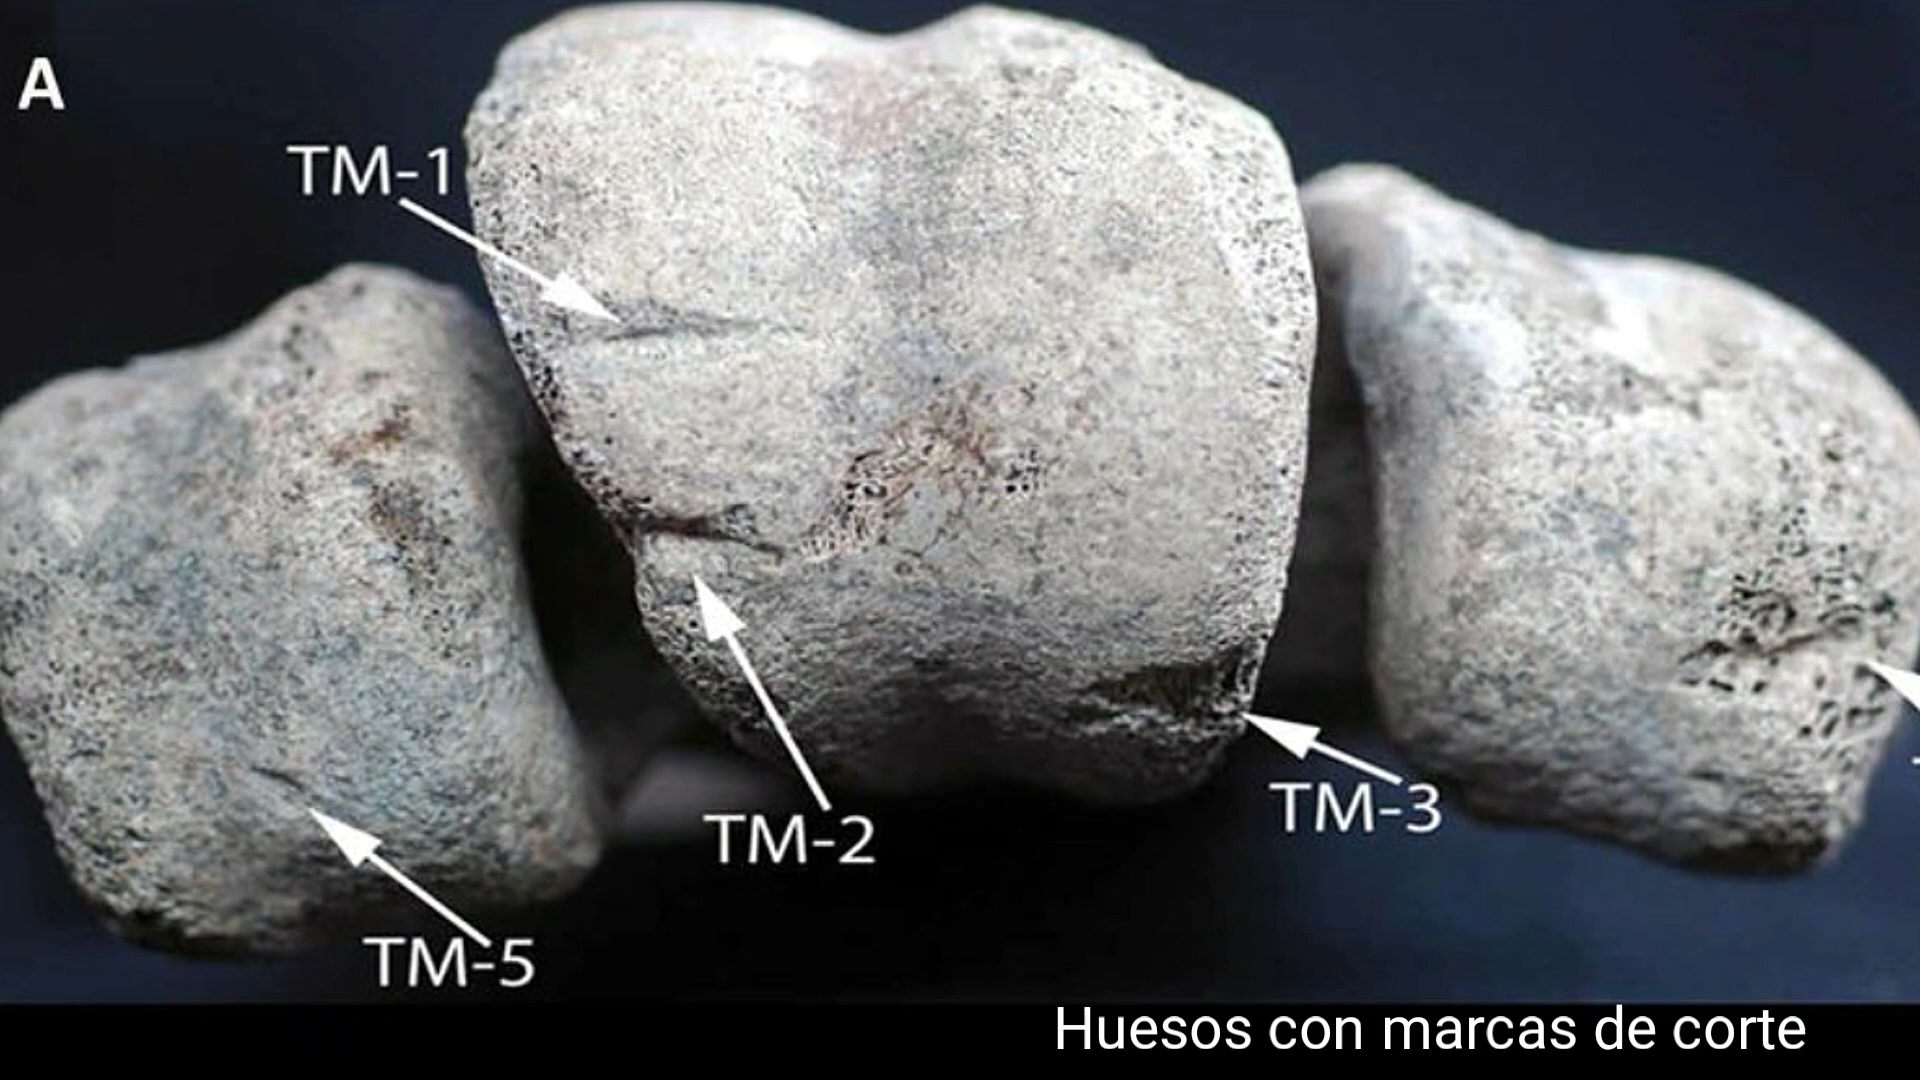 A
TM-1
TM-2
TM-3
TM-5
Huesos con marcas de corte